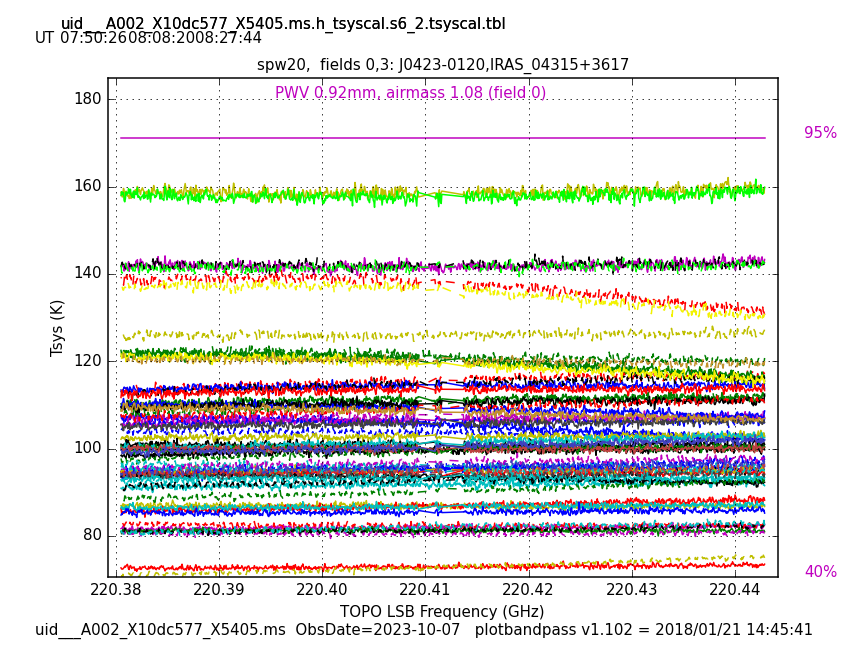 uid___A002_X10dc577_X5405.ms.h_tsyscal.s6_2.tsyscal.tbl
UT 07:50:26 08:08:20 08:27:44
spw20, fields 0,3: J0423-0120,IRAS_04315+3617
PWV 0.92mm, airmass 1.08 (field 0)
180
95%
160
140
Tsys (K)
120
100
80
40%
220.38 220.39 220.40 220.41 220.42 220.43 220.44
TOPO LSB Frequency (GHz)
uid___A002_X10dc577_X5405.ms ObsDate=2023-10-07 plotbandpass v1.102 = 2018/01/21 14:45:41